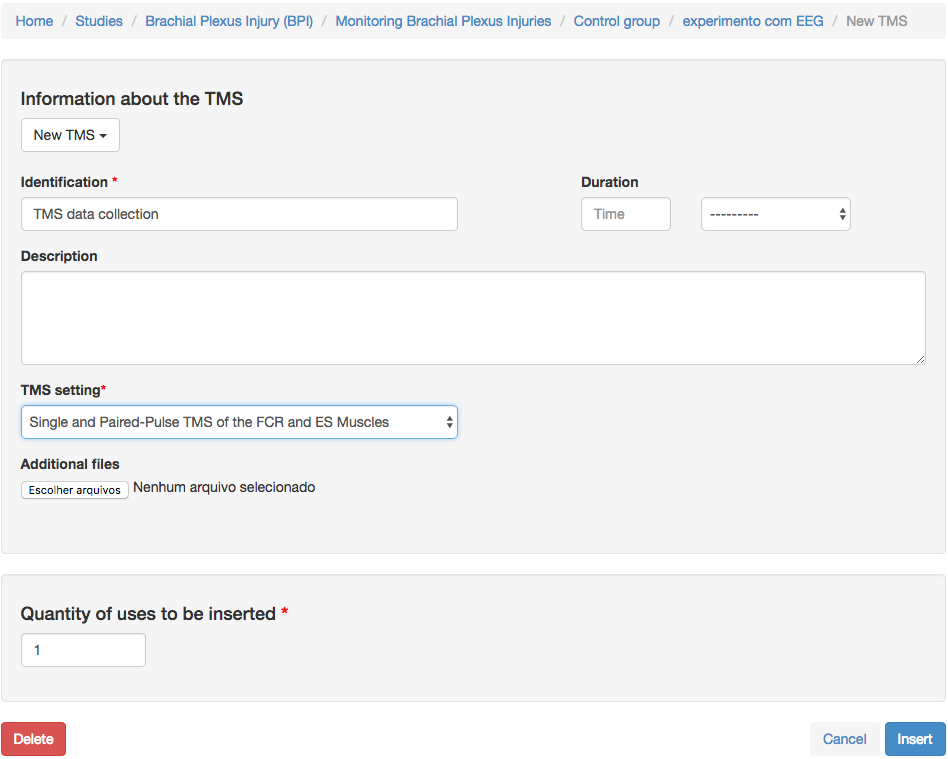 Home / Studies / Brachial Plexus Injury (BPI) / Monitoring Brachial Plexus Injuries / Control group / experimento com EEG / New TMS
Information about the TMS
New TMS
Identification * Duration
TMS data collection Time ---------
Description
TMS setting*
Single and Paired-Pulse TMS of the FCR and ES Muscles
Additional files
Escolher arquivos Nenhum arquivo selecionado
Quantity of uses to be inserted *
1
Delete Cancel Insert